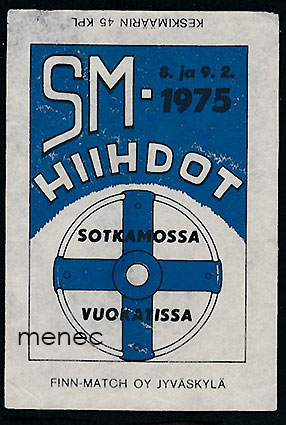 KESKIMÄÄRIN 45 KPL
SM-
8. ja 9. 2.
1975
HIIHDOT
SOTKAMOSSA
VUOKATISSA
menec
FINN-MATCH OY JYVÄSKYLÄ